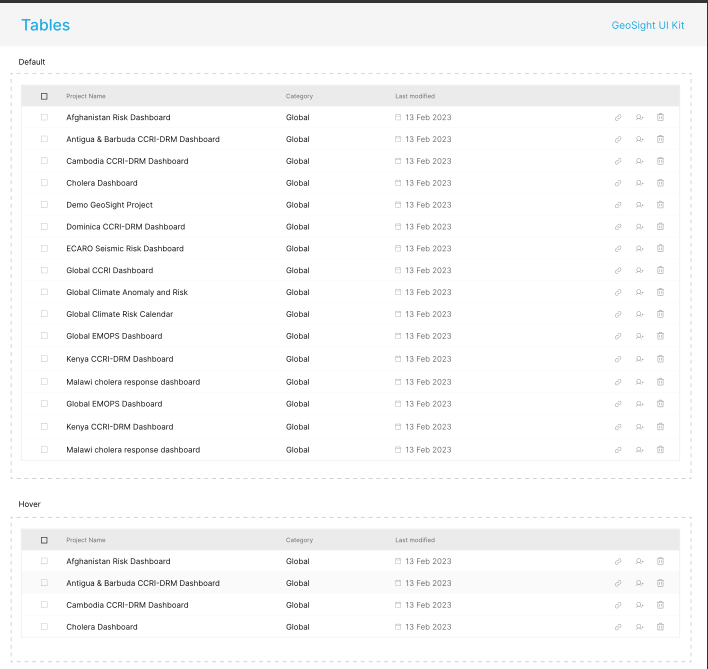 Tables
GeoSight UI Kit
Default
Project Name Category Last modified
Afghanistan Risk Dashboard Global 13 Feb 2023
Antigua & Barbuda CCRI-DRM Dashboard Global 13 Feb 2023
Cambodia CCRI-DRM Dashboard Global 13 Feb 2023
Cholera Dashboard Global 13 Feb 2023
Demo GeoSight Project Global 13 Feb 2023
Dominica CCRI-DRM Dashboard Global 13 Feb 2023
ECARO Seismic Risk Dashboard Global 13 Feb 2023
Global CCRI Dashboard Global 13 Feb 2023
Global Climate Anomaly and Risk Global 13 Feb 2023
Global Climate Risk Calendar Global 13 Feb 2023
Global EMOPS Dashboard Global 13 Feb 2023
Kenya CCRI-DRM Dashboard Global 13 Feb 2023
Malawi cholera response dashboard Global 13 Feb 2023
Global EMOPS Dashboard Global 13 Feb 2023
Kenya CCRI-DRM Dashboard Global 13 Feb 2023
Malawi cholera response dashboard Global 13 Feb 2023
Hover
Project Name Category Last modified
Afghanistan Risk Dashboard Global 13 Feb 2023
Antigua & Barbuda CCRI-DRM Dashboard Global 13 Feb 2023
Cambodia CCRI-DRM Dashboard Global 13 Feb 2023
Cholera Dashboard Global 13 Feb 2023